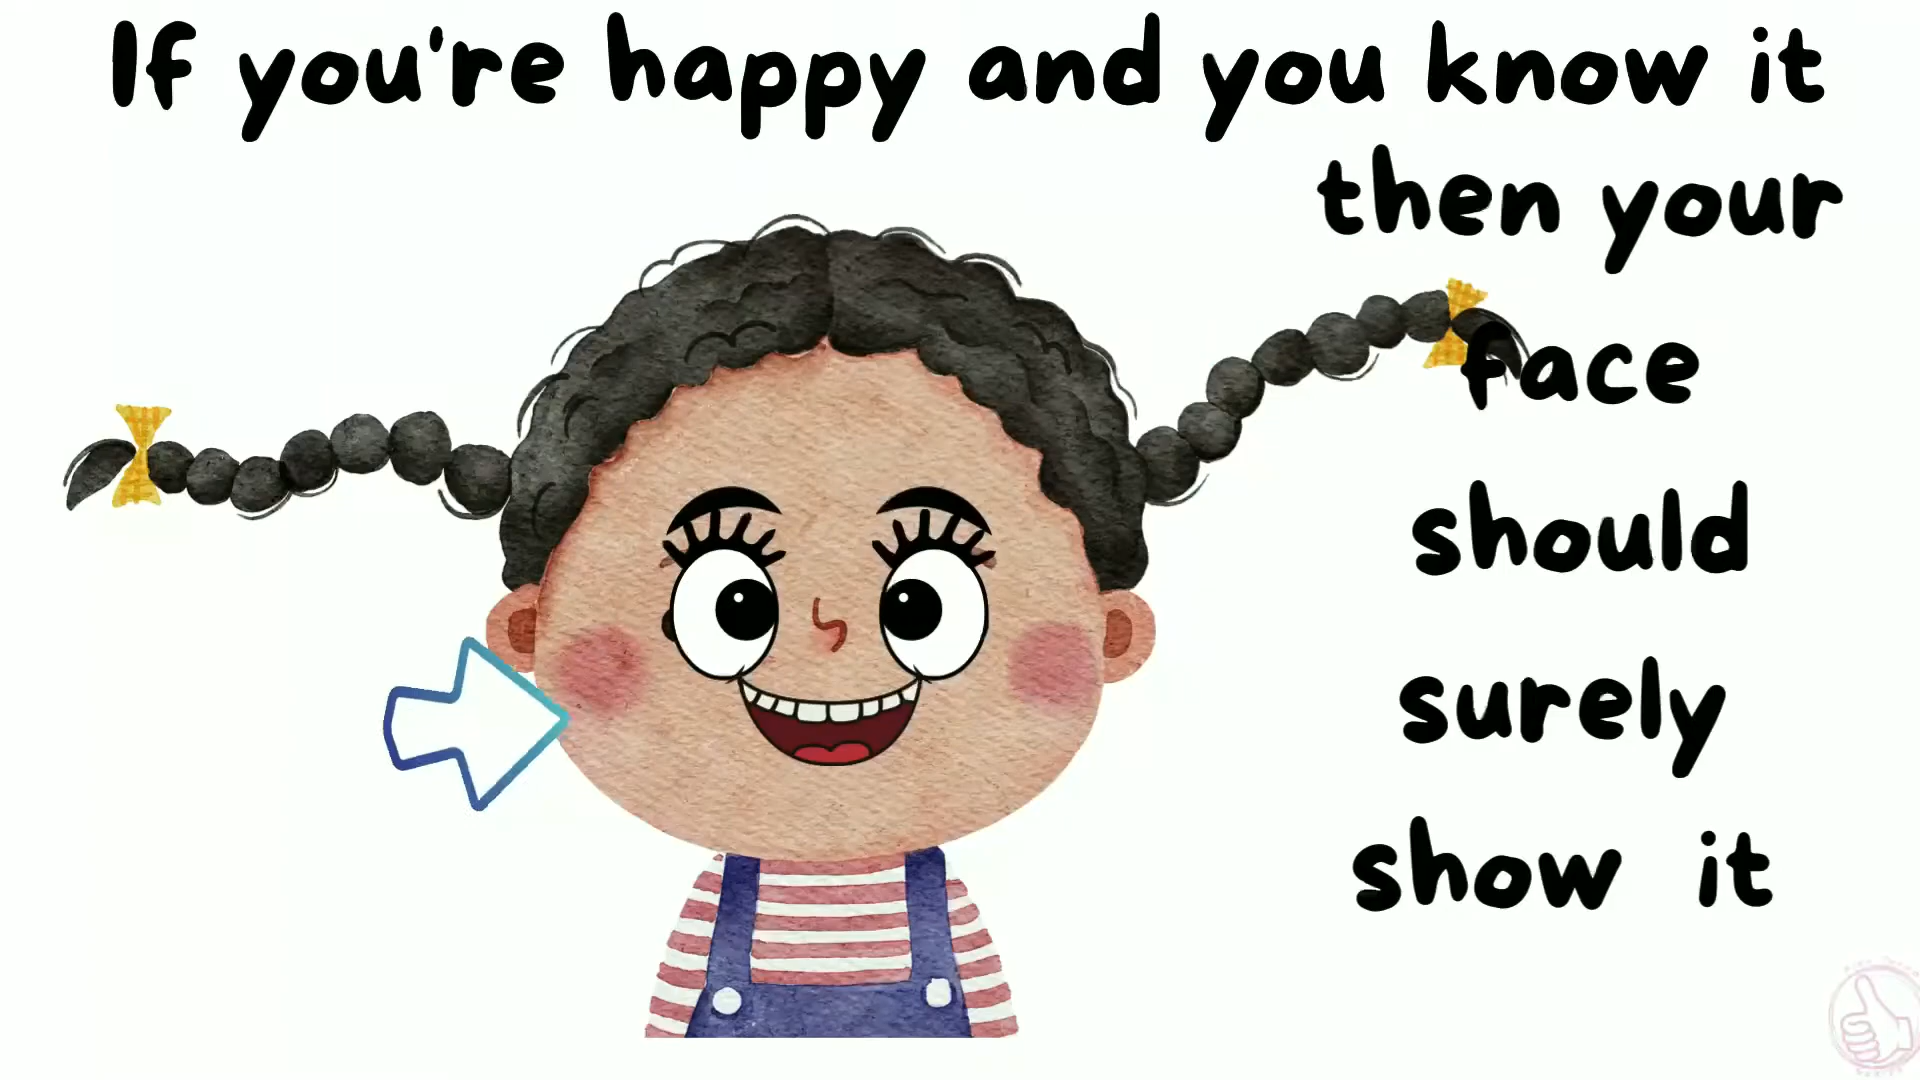 If you're happy and you know it
then your
face
should
surely
show it